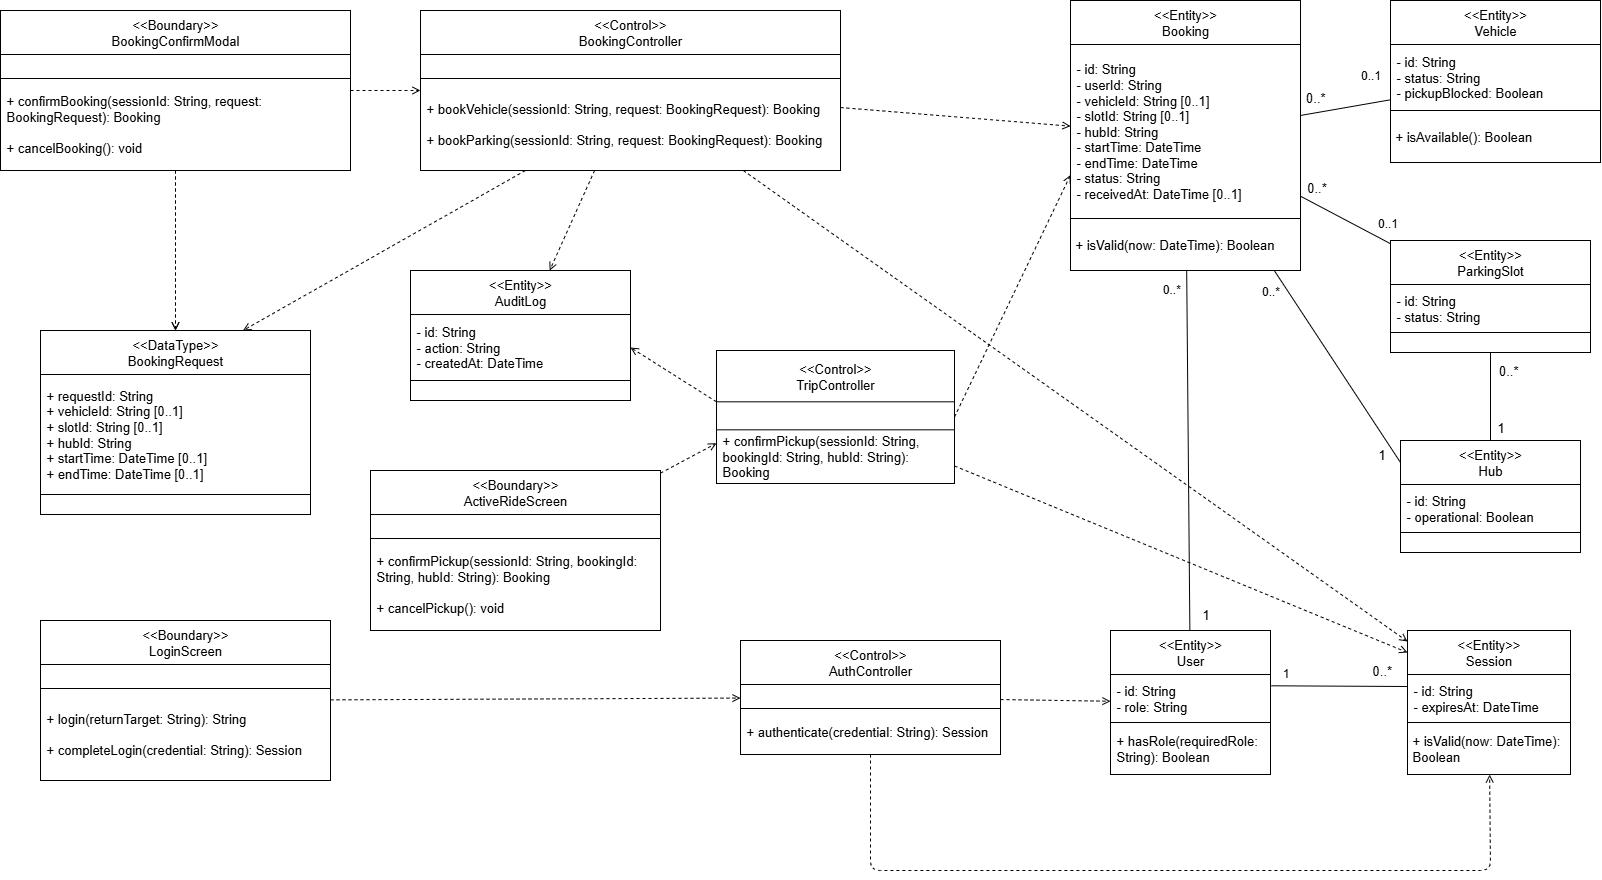 <<Boundary>>
BookingConfirmModal
+ confirmBooking(sessionId: String, request:
BookingRequest): Booking
+ cancelBooking(): void
<<Control>>
BookingController
+ bookVehicle(sessionId: String, request: BookingRequest): Booking
+ bookParking(sessionId: String, request: BookingRequest): Booking
<<Entity>>
Booking
- id: String
- userId: String
- vehicleId: String [0..1]
- slotId: String [0..1]
- hubId: String
- startTime: DateTime
- endTime: DateTime
- status: String
- receivedAt: DateTime [0..1]
+ isValid(now: DateTime): Boolean
0..*
0..1
<<Entity>>
Vehicle
- id: String
- status: String
- pickupBlocked: Boolean
+ isAvailable(): Boolean
0..*
0..1
<<Entity>>
ParkingSlot
- id: String
- status: String
0..*
1
0..*
0..*
1
<<Entity>>
Hub
- id: String
- operational: Boolean
<<DataType>>
BookingRequest
+ requestId: String
+ vehicleId: String [0..1]
+ slotId: String [0..1]
+ hubId: String
+ startTime: DateTime [0..1]
+ endTime: DateTime [0..1]
<<Entity>>
AuditLog
- id: String
- action: String
- createdAt: DateTime
<<Control>>
TripController
+ confirmPickup(sessionId: String,
bookingId: String, hubId: String):
Booking
<<Boundary>>
ActiveRideScreen
+ confirmPickup(sessionId: String, bookingId:
String, hubId: String): Booking
+ cancelPickup(): void
<<Boundary>>
LoginScreen
+ login(returnTarget: String): String
+ completeLogin(credential: String): Session
<<Control>>
AuthController
+ authenticate(credential: String): Session
1
<<Entity>>
User
- id: String
- role: String
+ hasRole(requiredRole:
String): Boolean
1
0..*
<<Entity>>
Session
- id: String
- expiresAt: DateTime
+ isValid(now: DateTime):
Boolean